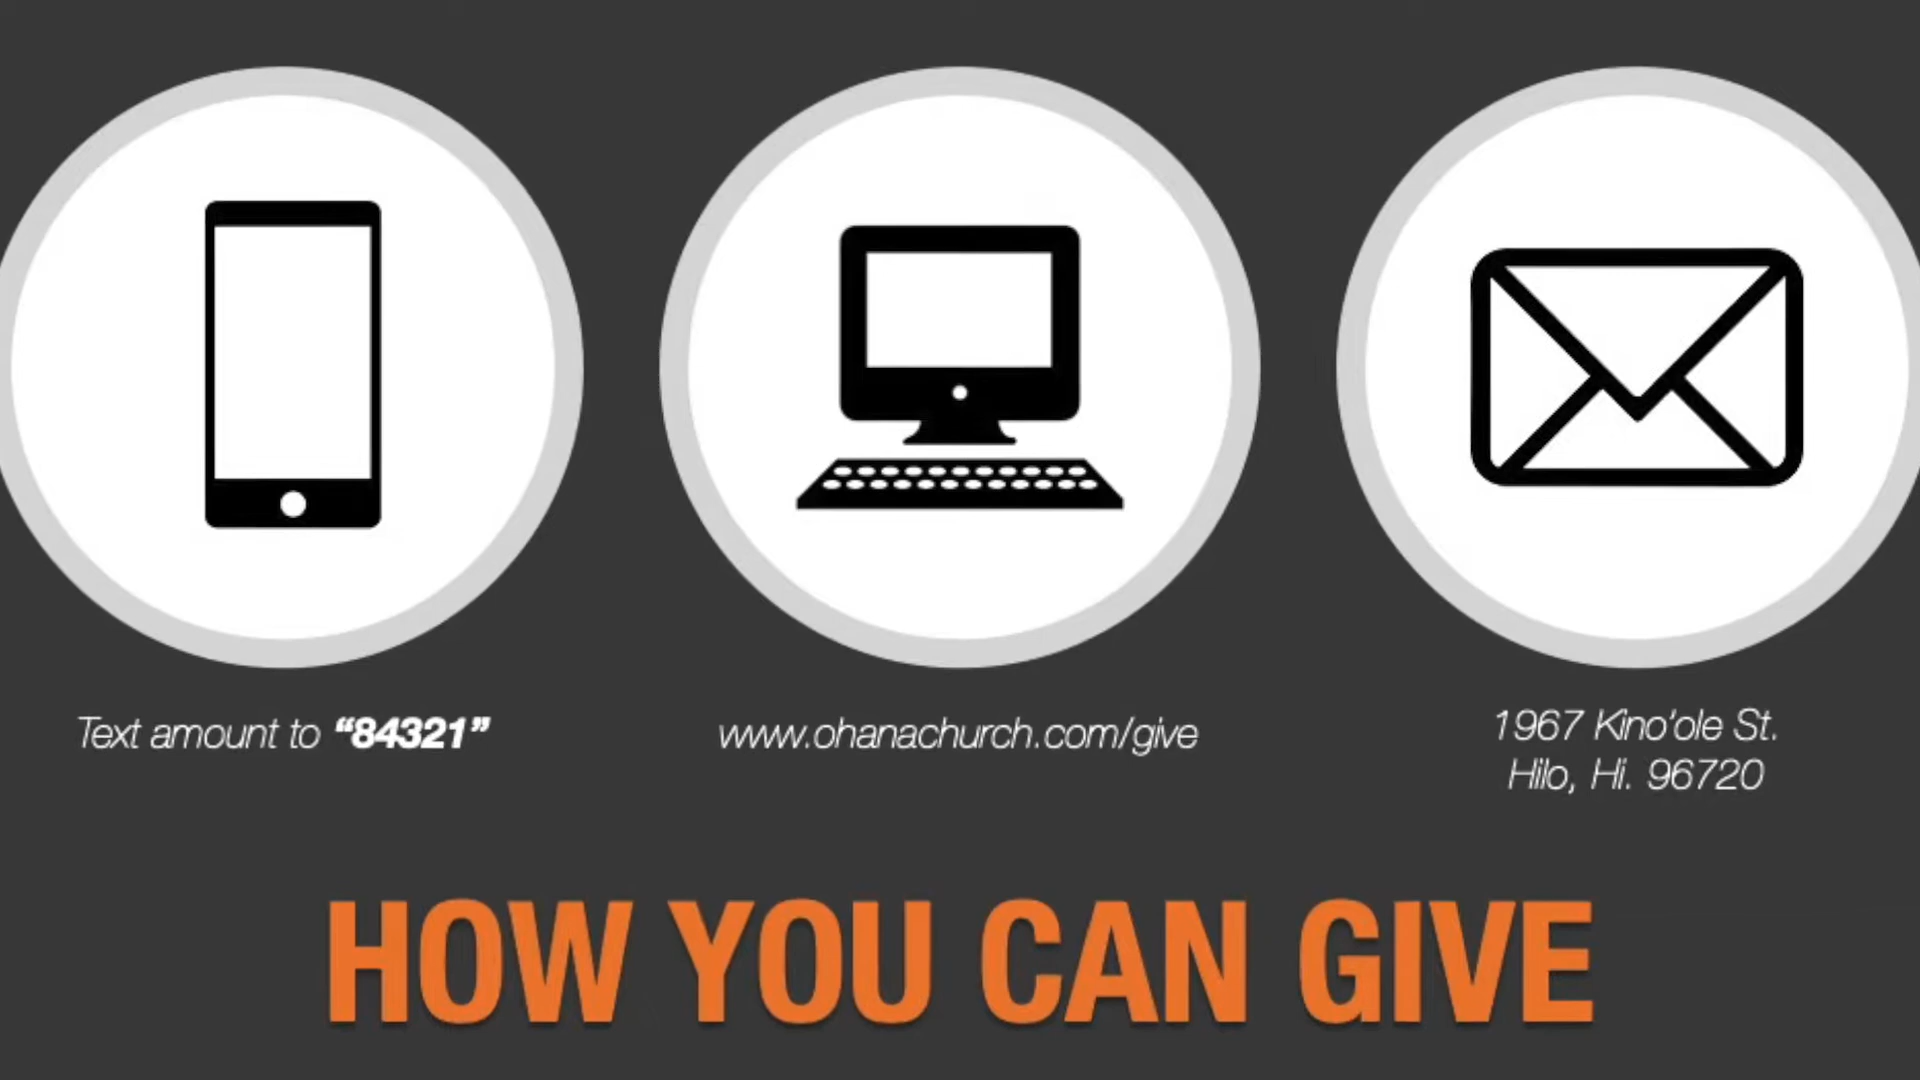 Text amount to “84321”
www.ohanachurch.com/give
1967 Kino’ole St.
Hilo, Hi. 96720
HOW YOU CAN GIVE